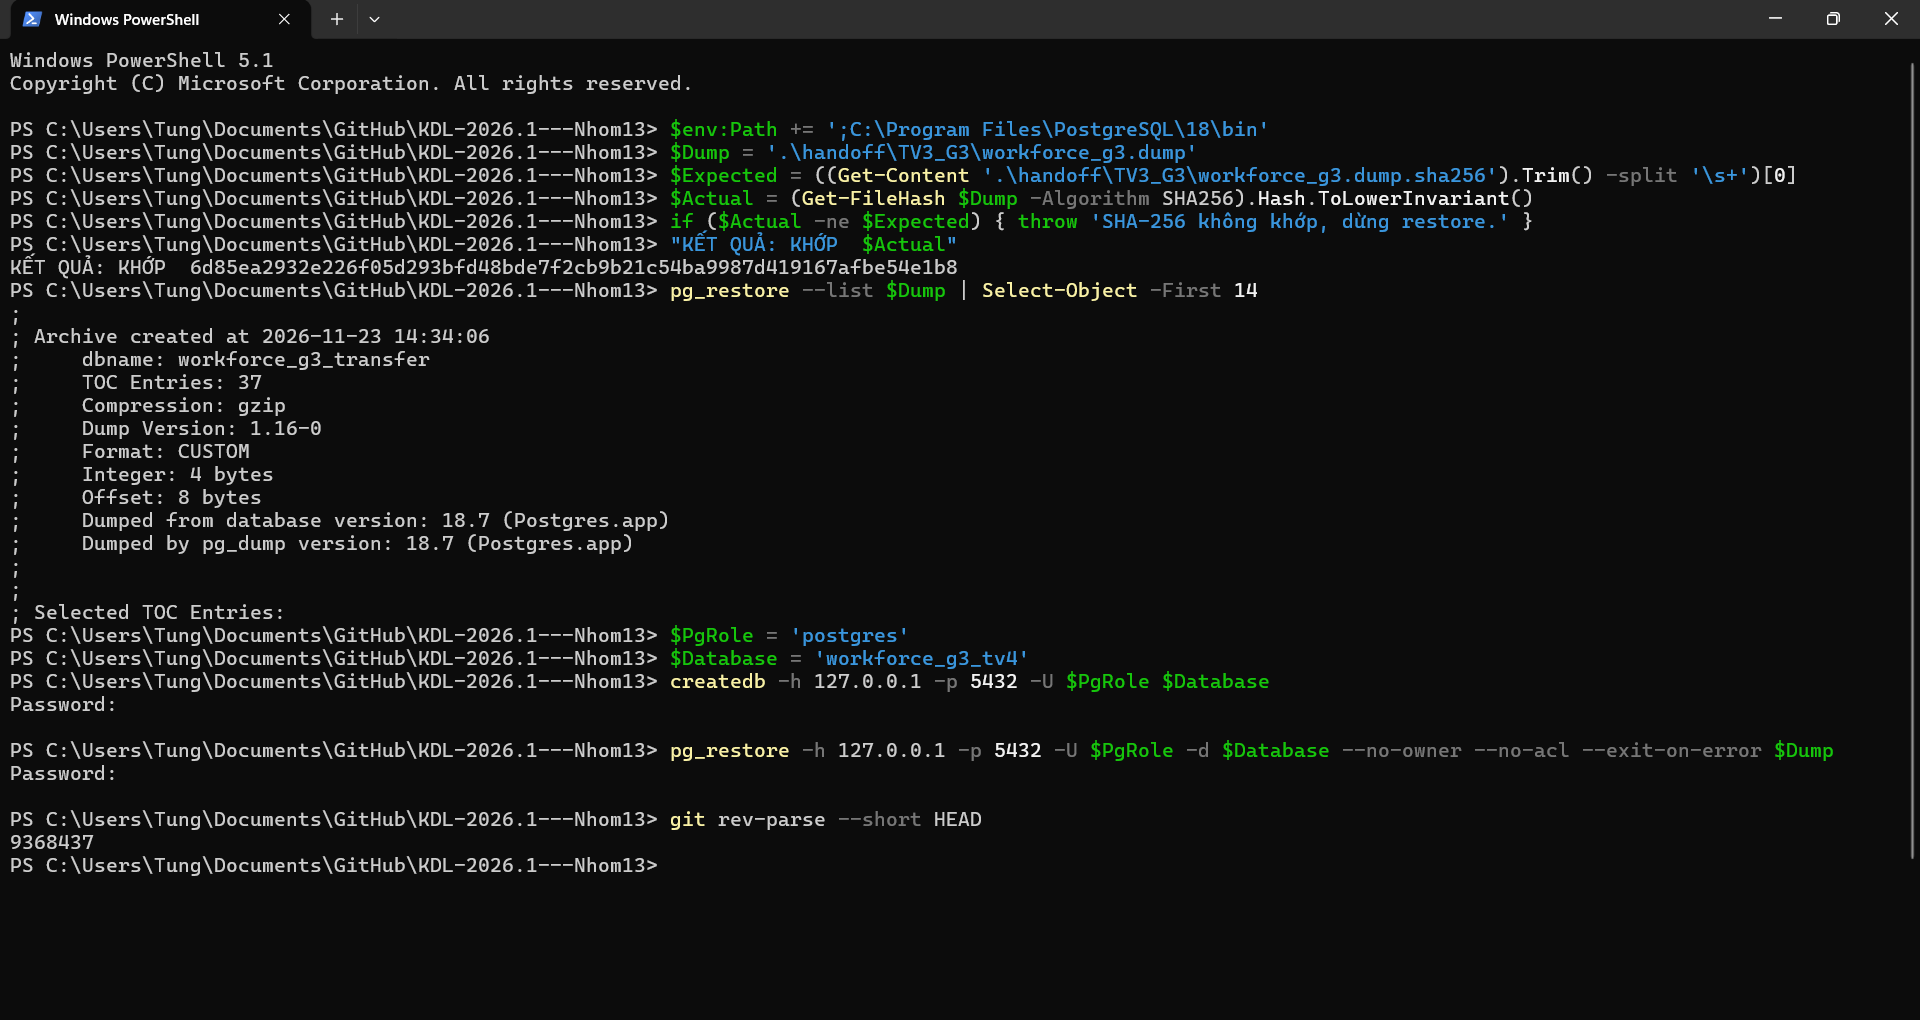 Windows PowerShell
Windows PowerShell 5.1
Copyright (C) Microsoft Corporation. All rights reserved.
PS C:\Users\Tung\Documents\GitHub\KDL-2026.1---Nhom13> $env:Path += ';C:\Program Files\PostgreSQL\18\bin'
PS C:\Users\Tung\Documents\GitHub\KDL-2026.1---Nhom13> $Dump = '.\handoff\TV3_G3\workforce_g3.dump'
PS C:\Users\Tung\Documents\GitHub\KDL-2026.1---Nhom13> $Expected = ((Get-Content '.\handoff\TV3_G3\workforce_g3.dump.sha256').Trim() -split '\s+')[0]
PS C:\Users\Tung\Documents\GitHub\KDL-2026.1---Nhom13> $Actual = (Get-FileHash $Dump -Algorithm SHA256).Hash.ToLowerInvariant()
PS C:\Users\Tung\Documents\GitHub\KDL-2026.1---Nhom13> if ($Actual -ne $Expected) { throw 'SHA-256 không khớp, dừng restore.' }
PS C:\Users\Tung\Documents\GitHub\KDL-2026.1---Nhom13> "KẾT QUẢ: KHỚP  $Actual"
KẾT QUẢ: KHỚP  6d85ea2932e226f05d293bfd48bde7f2cb9b21c54ba9987d419167afbe54e1b8
PS C:\Users\Tung\Documents\GitHub\KDL-2026.1---Nhom13> pg_restore --list $Dump | Select-Object -First 14
;
; Archive created at 2026-11-23 14:34:06
;     dbname: workforce_g3_transfer
;     TOC Entries: 37
;     Compression: gzip
;     Dump Version: 1.16-0
;     Format: CUSTOM
;     Integer: 4 bytes
;     Offset: 8 bytes
;     Dumped from database version: 18.7 (Postgres.app)
;     Dumped by pg_dump version: 18.7 (Postgres.app)
;
;
; Selected TOC Entries:
PS C:\Users\Tung\Documents\GitHub\KDL-2026.1---Nhom13> $PgRole = 'postgres'
PS C:\Users\Tung\Documents\GitHub\KDL-2026.1---Nhom13> $Database = 'workforce_g3_tv4'
PS C:\Users\Tung\Documents\GitHub\KDL-2026.1---Nhom13> createdb -h 127.0.0.1 -p 5432 -U $PgRole $Database
Password:
PS C:\Users\Tung\Documents\GitHub\KDL-2026.1---Nhom13> pg_restore -h 127.0.0.1 -p 5432 -U $PgRole -d $Database --no-owner --no-acl --exit-on-error $Dump
Password:
PS C:\Users\Tung\Documents\GitHub\KDL-2026.1---Nhom13> git rev-parse --short HEAD
9368437
PS C:\Users\Tung\Documents\GitHub\KDL-2026.1---Nhom13>